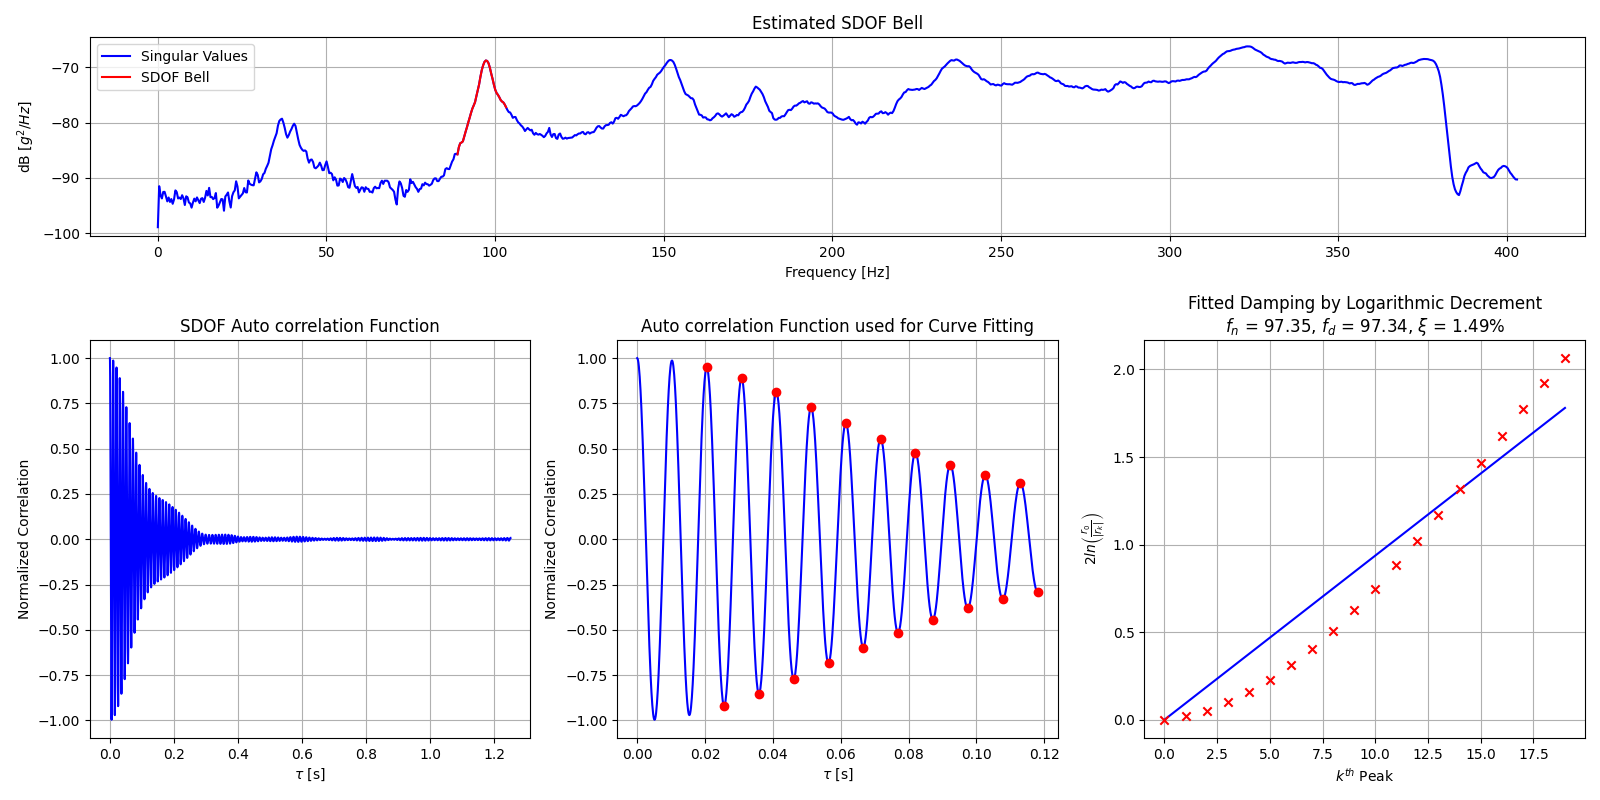 Estimated SDOF Bell
Singular Values
SDOF Bell
dB [g²/Hz]
−70
−80
−90
−100
0 50 100 150 200 250 300 350 400
Frequency [Hz]
SDOF Auto correlation Function
Normalized Correlation
1.00
0.75
0.50
0.25
0.00
−0.25
−0.50
−0.75
−1.00
0.0 0.2 0.4 0.6 0.8 1.0 1.2
τ [s]
Auto correlation Function used for Curve Fitting
Normalized Correlation
1.00
0.75
0.50
0.25
0.00
−0.25
−0.50
−0.75
−1.00
0.00 0.02 0.04 0.06 0.08 0.10 0.12
τ [s]
Fitted Damping by Logarithmic Decrement
fₙ = 97.35, f_d = 97.34, ξ = 1.49%
2ln(r₀/|rₖ|)
2.0
1.5
1.0
0.5
0.0
0.0 2.5 5.0 7.5 10.0 12.5 15.0 17.5
kᵗʰ Peak